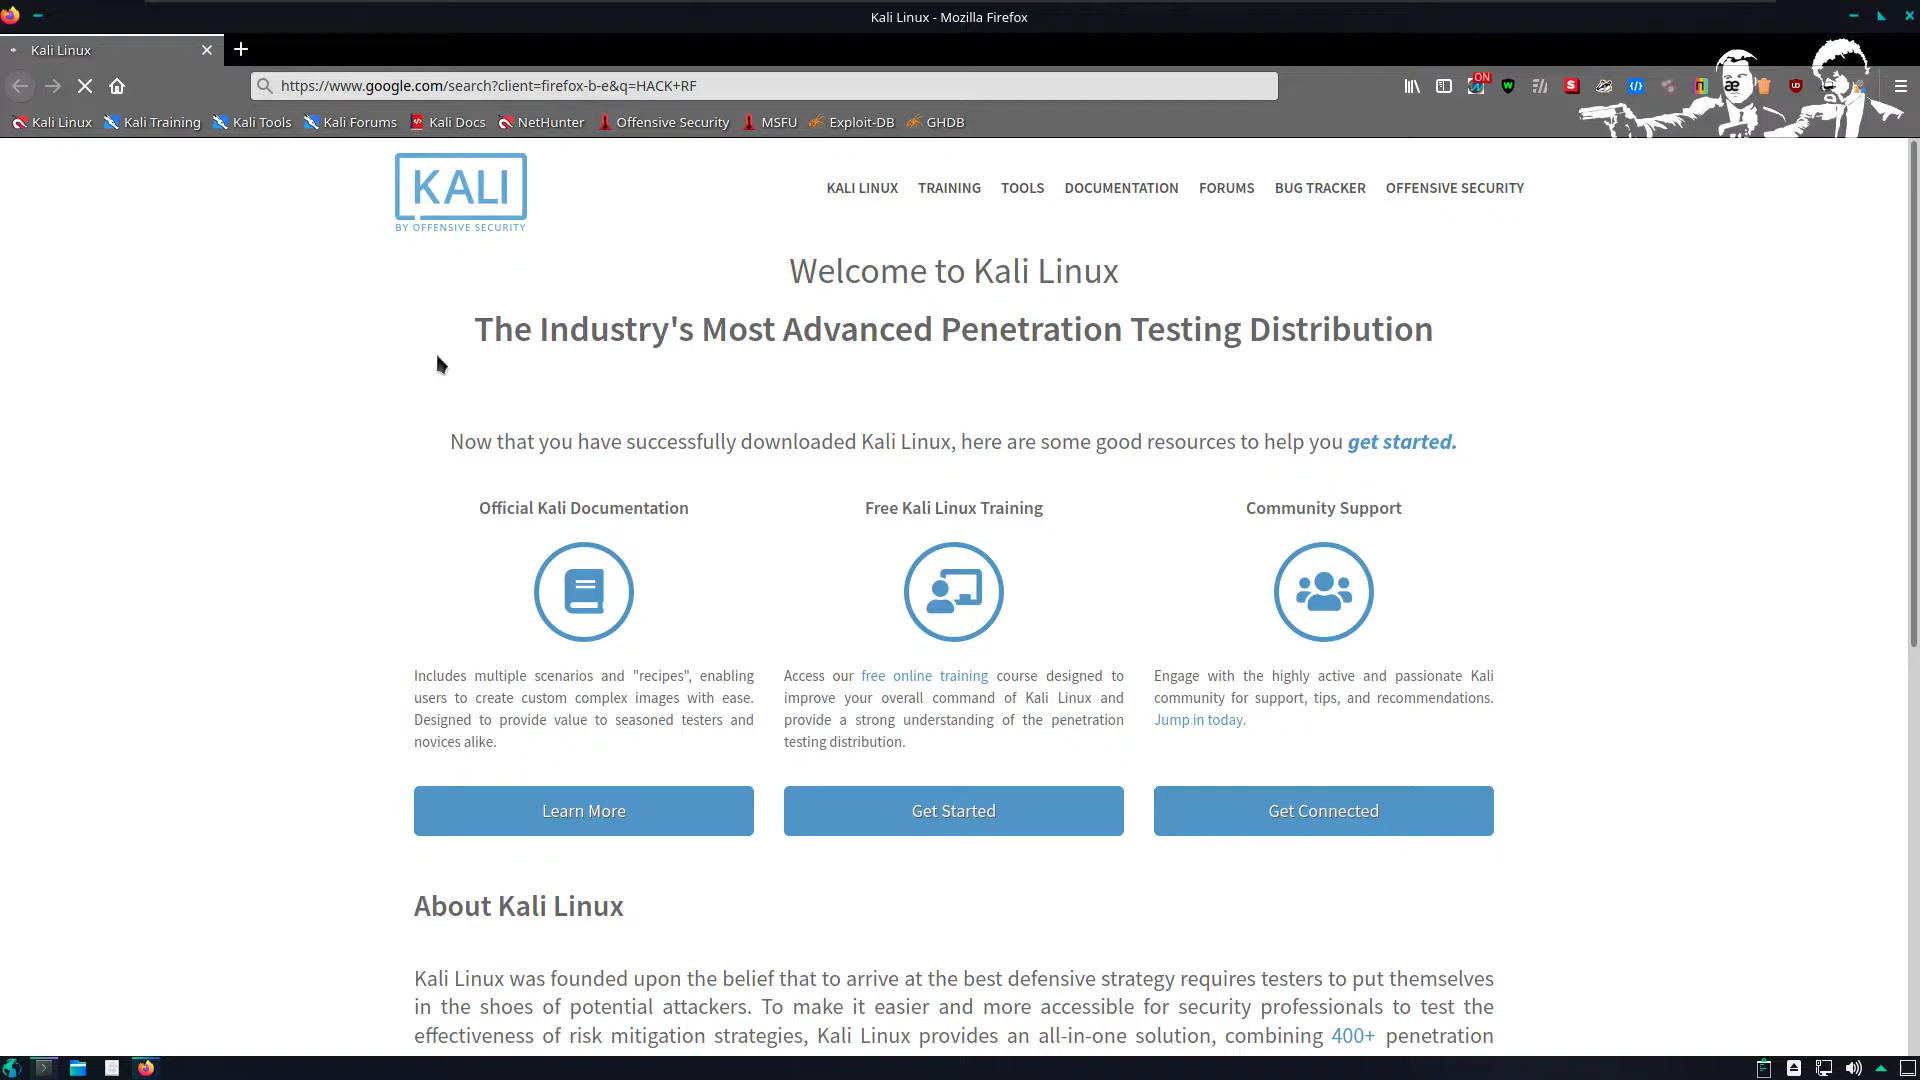 Kali Linux - Mozilla Firefox
Kali Linux
https://www.google.com/search?client=firefox-b-e&q=HACK+RF
ON
Kali Linux Kali Training Kali Tools Kali Forums Kali Docs NetHunter Offensive Security MSFU Exploit-DB GHDB
KALI
BY OFFENSIVE SECURITY
KALI LINUX TRAINING TOOLS DOCUMENTATION FORUMS BUG TRACKER OFFENSIVE SECURITY
Welcome to Kali Linux
The Industry's Most Advanced Penetration Testing Distribution
Now that you have successfully downloaded Kali Linux, here are some good resources to help you get started.
Official Kali Documentation
Includes multiple scenarios and "recipes", enabling
users to create custom complex images with ease.
Designed to provide value to seasoned testers and
novices alike.
Learn More
Free Kali Linux Training
Access our free online training course designed to
improve your overall command of Kali Linux and
provide a strong understanding of the penetration
testing distribution.
Get Started
Community Support
Engage with the highly active and passionate Kali
community for support, tips, and recommendations.
Jump in today.
Get Connected
About Kali Linux
Kali Linux was founded upon the belief that to arrive at the best defensive strategy requires testers to put themselves
in the shoes of potential attackers. To make it easier and more accessible for security professionals to test the
effectiveness of risk mitigation strategies, Kali Linux provides an all-in-one solution, combining 400+ penetration